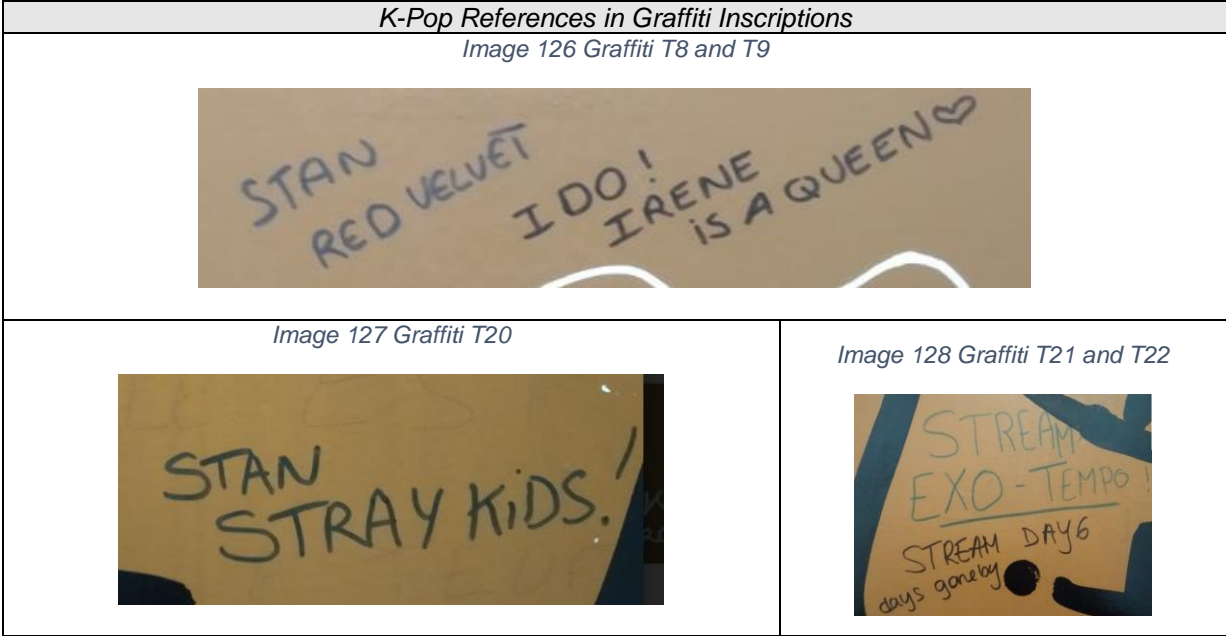 K-Pop References in Graffiti Inscriptions
Image 126 Graffiti T8 and T9
STAN
RED VELVET
I DO!
IRENE
iS A QUEEN♡
Image 127 Graffiti T20
STAN
STRAY KiDS!
Image 128 Graffiti T21 and T22
STREAM
EXO-TEMPO!
STREAM DAY6
days gone by